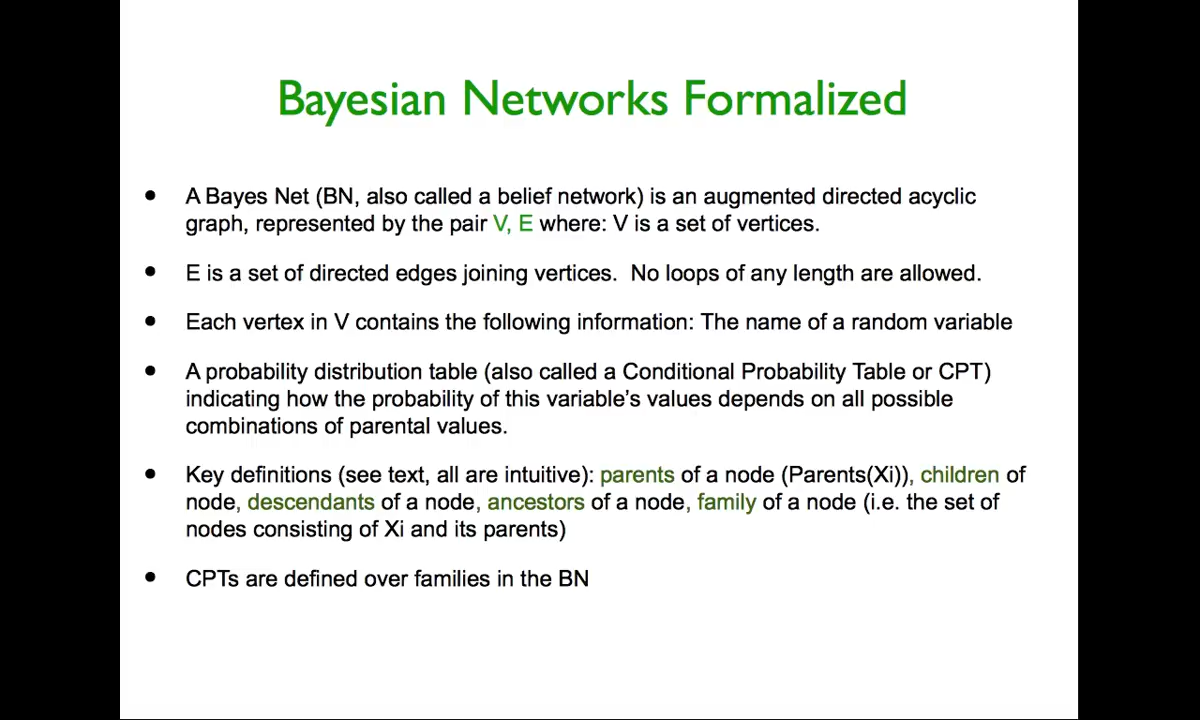 Bayesian Networks Formalized
• A Bayes Net (BN, also called a belief network) is an augmented directed acyclic
graph, represented by the pair V, E where: V is a set of vertices.
• E is a set of directed edges joining vertices. No loops of any length are allowed.
• Each vertex in V contains the following information: The name of a random variable
• A probability distribution table (also called a Conditional Probability Table or CPT)
indicating how the probability of this variable's values depends on all possible
combinations of parental values.
• Key definitions (see text, all are intuitive): parents of a node (Parents(Xi)), children of
node, descendants of a node, ancestors of a node, family of a node (i.e. the set of
nodes consisting of Xi and its parents)
• CPTs are defined over families in the BN